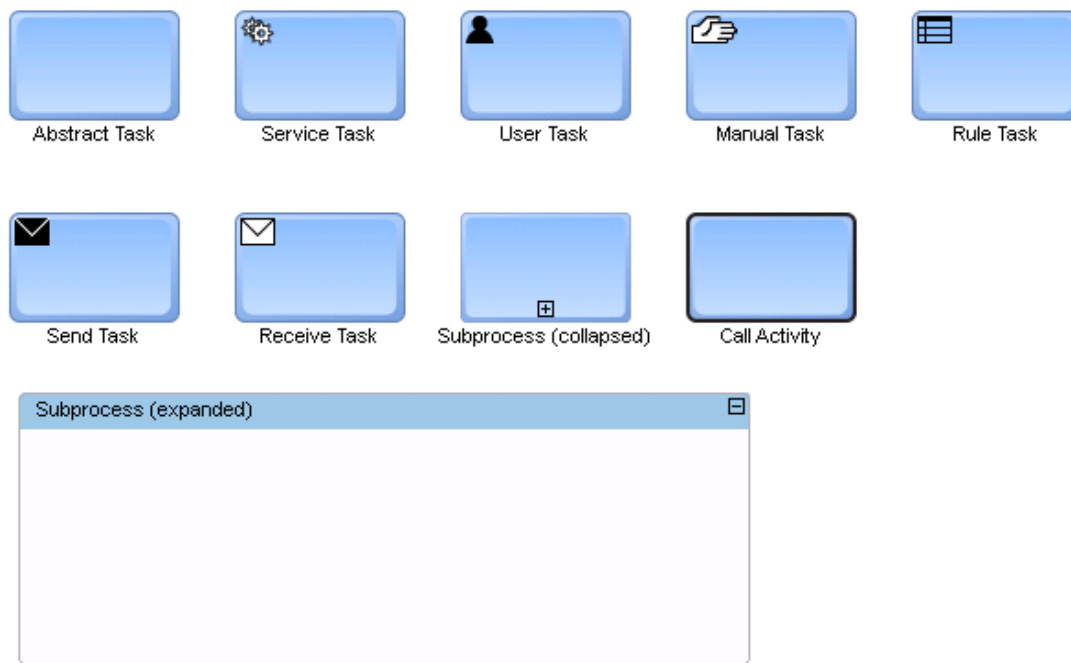 Abstract Task
Service Task
User Task
Manual Task
Rule Task
Send Task
Receive Task
Subprocess (collapsed)
Call Activity
Subprocess (expanded)